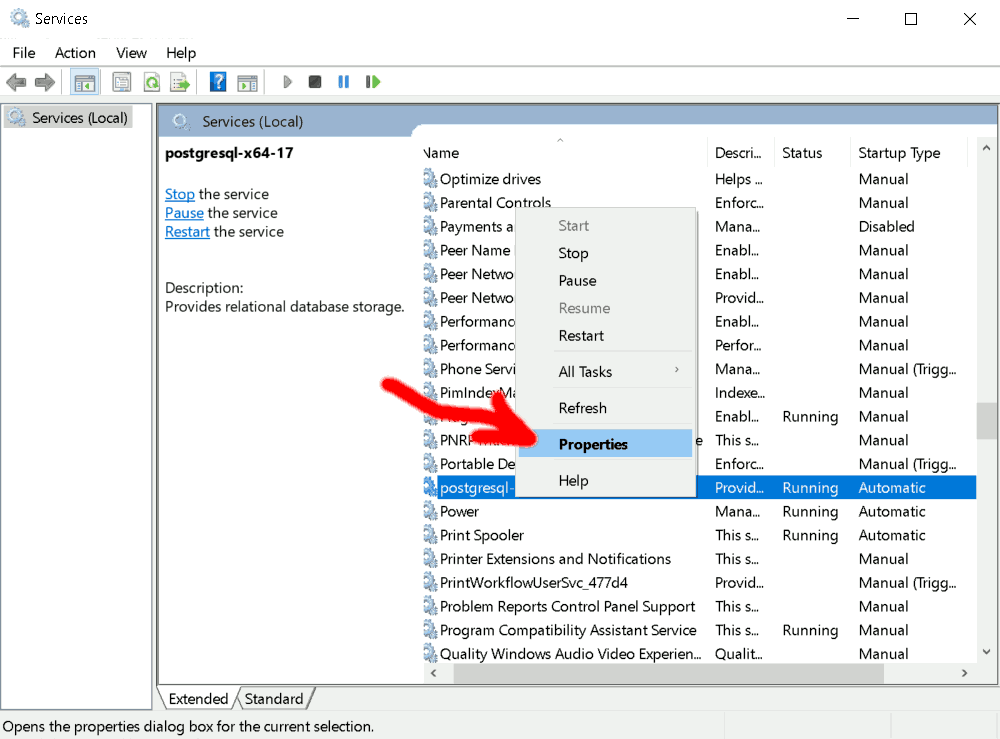 Services
File Action View Help
Services (Local)
Services (Local)
postgresql-x64-17
Stop the service
Pause the service
Restart the service
Description:
Provides relational database storage.
Name Descri... Status Startup Type
Optimize drives Helps ... Manual
Parental Controls Enforc... Manual
Payments a Mana... Disabled
Peer Name Enabl... Manual
Peer Netwo Enabl... Manual
Peer Netwo Provid... Manual
Performanc Enabl... Manual
Performanc Perfor... Manual
Phone Servi Mana... Manual (Trigg...
PimIndexMa Indexe... Manual
Enabl... Running Manual
PNRP e This s... Manual
Portable De Enforc... Manual (Trigg...
postgresql- Provid... Running Automatic
Power Mana... Running Automatic
Print Spooler This s... Running Automatic
Printer Extensions and Notifications This s... Manual
PrintWorkflowUserSvc_477d4 Provid... Manual (Trigg...
Problem Reports Control Panel Support This s... Manual
Program Compatibility Assistant Service This s... Running Manual
Quality Windows Audio Video Experien... Qualit... Manual
Start
Stop
Pause
Resume
Restart
All Tasks
Refresh
Properties
Help
Extended Standard
Opens the properties dialog box for the current selection.